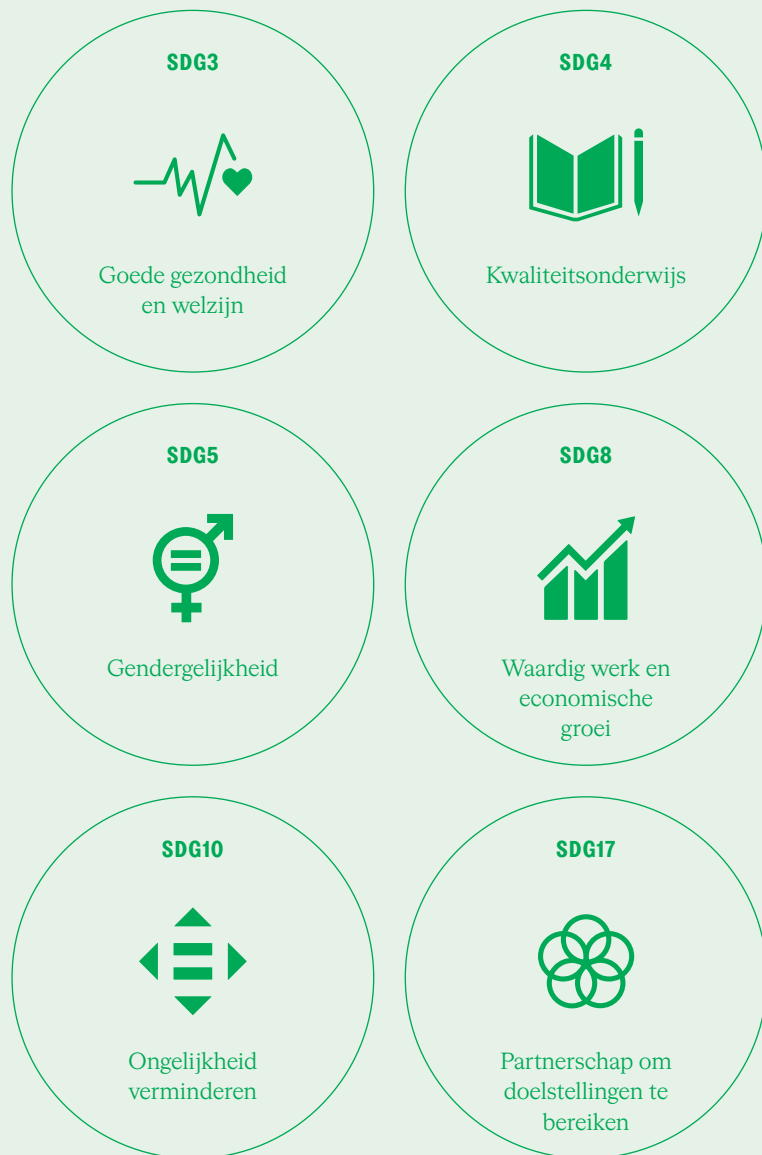 SDG3
Goede gezondheid
en welzijn
SDG4
Kwaliteitsonderwijs
SDG5
Gendergelijkheid
SDG8
Waardig werk en
economische
groei
SDG10
Ongelijkheid
verminderen
SDG17
Partnerschap om
doelstellingen te
bereiken